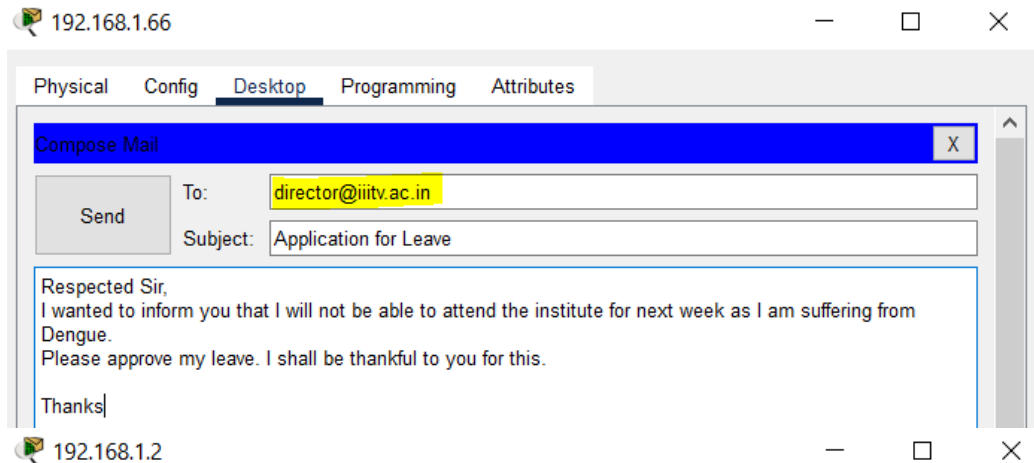 192.168.1.66
Physical Config Desktop Programming Attributes
Compose Mail X
Send
To: director@iiitv.ac.in
Subject: Application for Leave
Respected Sir,
I wanted to inform you that I will not be able to attend the institute for next week as I am suffering from
Dengue.
Please approve my leave. I shall be thankful to you for this.
Thanks
192.168.1.2